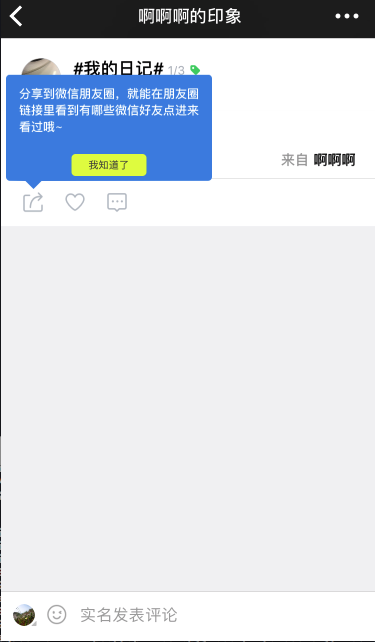 啊啊啊的印象
#我的日记# 1/3
分享到微信朋友圈，就能在朋友圈
链接里看到有哪些微信好友点进来
看过哦~
我知道了
来自 啊啊啊
实名发表评论